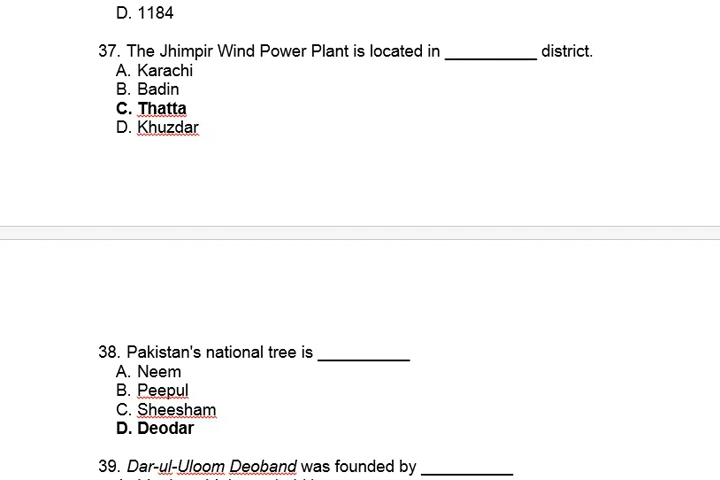 D. 1184
37. The Jhimpir Wind Power Plant is located in __________ district.
A. Karachi
B. Badin
C. Thatta
D. Khuzdar
38. Pakistan's national tree is __________
A. Neem
B. Peepul
C. Sheesham
D. Deodar
39. Dar-ul-Uloom Deoband was founded by __________